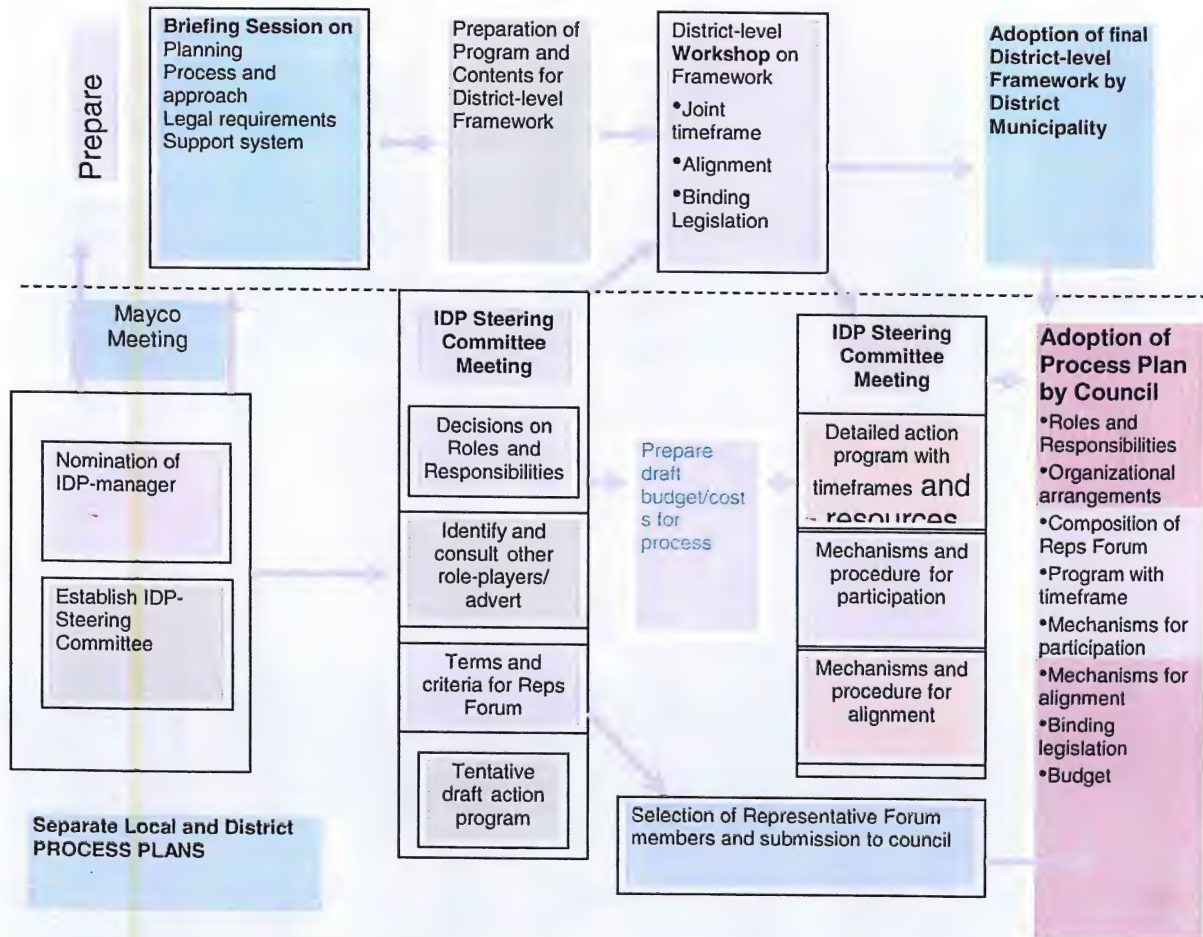 Prepare
Briefing Session on
Planning
Process and
approach
Legal requirements
Support system
Preparation of
Program and
Contents for
District-level
Framework
District-level
Workshop on
Framework
•Joint
timeframe
•Alignment
•Binding
Legislation
Adoption of final
District-level
Framework by
District
Municipality
Mayco
Meeting
Nomination of
IDP-manager
Establish IDP-
Steering
Committee
Separate Local and District
PROCESS PLANS
IDP Steering
Committee
Meeting
Decisions on
Roles and
Responsibilities
Identify and
consult other
role-players/
advert
Terms and
criteria for Reps
Forum
Tentative
draft action
program
Prepare
draft
budget/cost
s for
process
IDP Steering
Committee
Meeting
Detailed action
program with
timeframes and
resources
Mechanisms and
procedure for
participation
Mechanisms and
procedure for
alignment
Selection of Representative Forum
members and submission to council
Adoption of
Process Plan
by Council
•Roles and
Responsibilities
•Organizational
arrangements
•Composition of
Reps Forum
•Program with
timeframe
•Mechanisms for
participation
•Mechanisms for
alignment
•Binding
legislation
•Budget